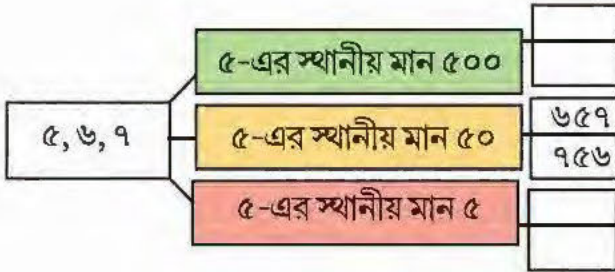 ৫-এর স্থানীয় মান ৫০০
৫, ৬, ৭
৫-এর স্থানীয় মান ৫০
৬৫৭
৭৫৬
৫-এর স্থানীয় মান ৫